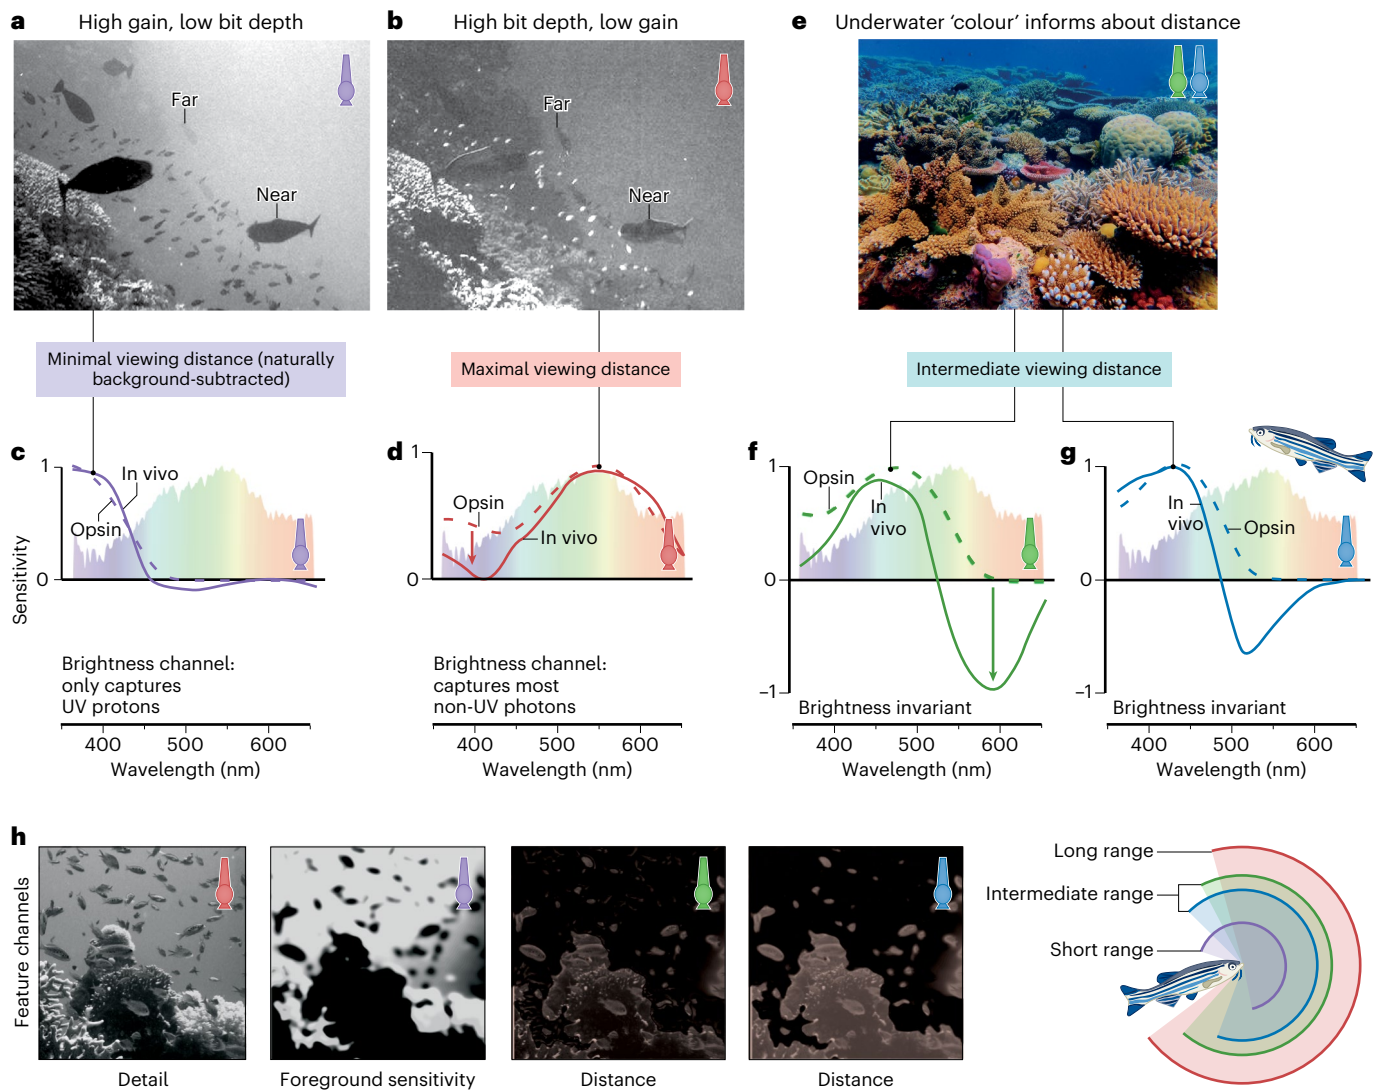 a High gain, low bit depth
Far
Near
b High bit depth, low gain
Far
Near
e Underwater ‘colour’ informs about distance
Minimal viewing distance (naturally
background-subtracted)
Maximal viewing distance
Intermediate viewing distance
c
1
In vivo
Opsin
0
Sensitivity
Brightness channel:
only captures
UV protons
400 500 600
Wavelength (nm)
d
1
Opsin
In vivo
0
Brightness channel:
captures most
non-UV photons
400 500 600
Wavelength (nm)
f
1
Opsin
In
vivo
0
−1
Brightness invariant
400 500 600
Wavelength (nm)
g
1
In
vivo
Opsin
0
−1
Brightness invariant
400 500 600
Wavelength (nm)
h
Feature channels
Detail
Foreground sensitivity
Distance
Distance
Long range
Intermediate range
Short range